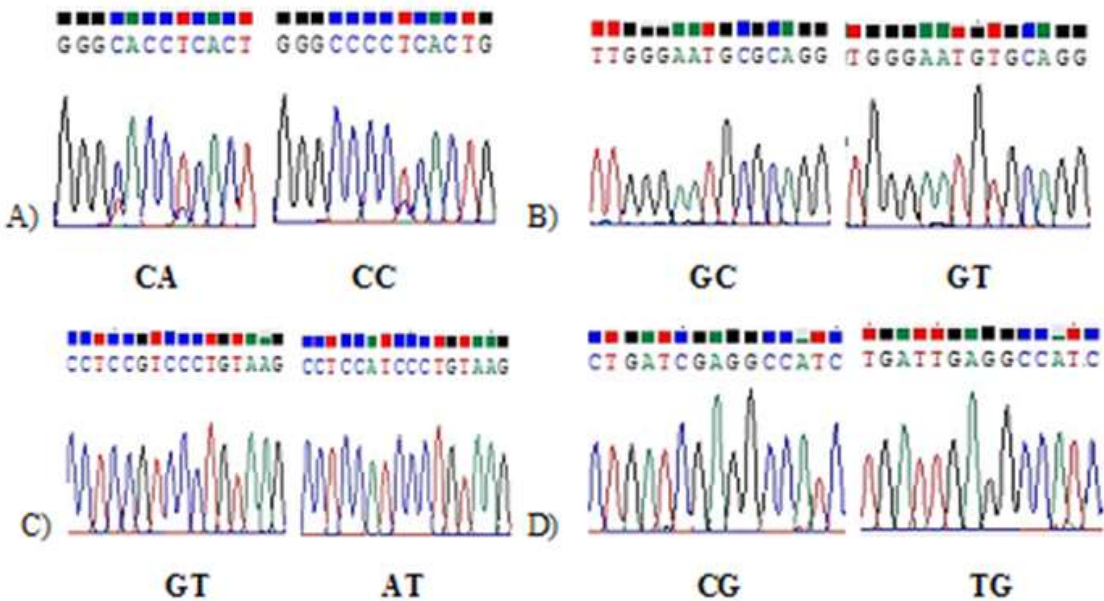 GGGCACCTCACT GGGCCCCTCACTG
TTGGGAATGCGCAGG TGGGAATGTGCAGG
A)
B)
CA CC
GC GT
CCTCCGTCCCTGTAAG CCTCCATCCCTGTAAG
CTGATCGAGGCCATC TGATTGAGGCCATC
C)
D)
GT AT
CG TG